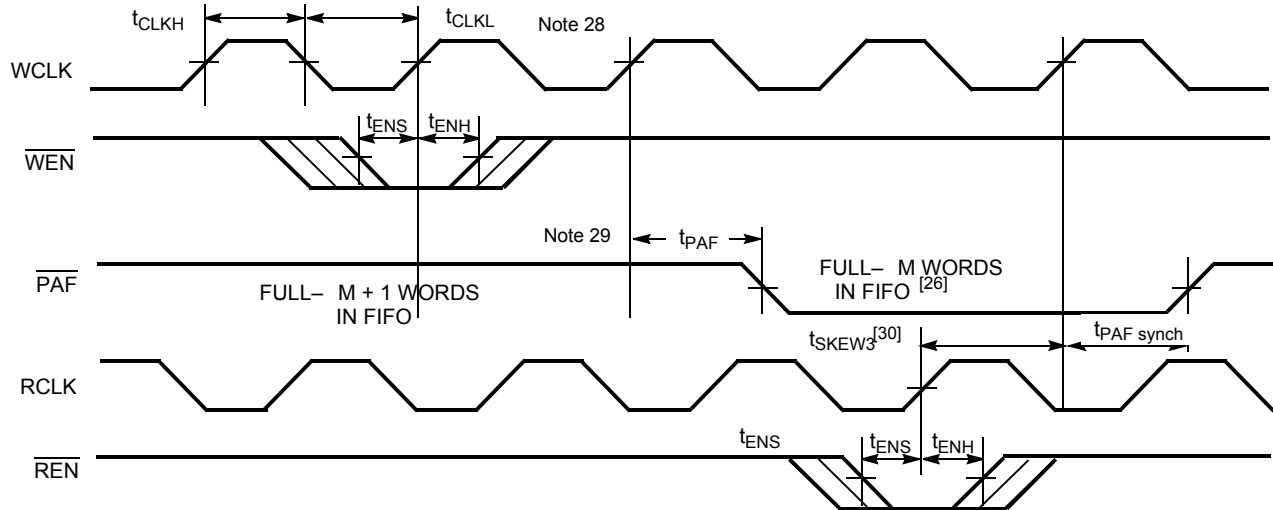 tCLKH
tCLKL
Note 28
WCLK
tENS
tENH
WEN
Note 29
tPAF
PAF
FULL– M + 1 WORDS
IN FIFO
FULL– M WORDS
IN FIFO [26]
tSKEW3[30]
tPAF synch
RCLK
tENS
tENS
tENH
REN